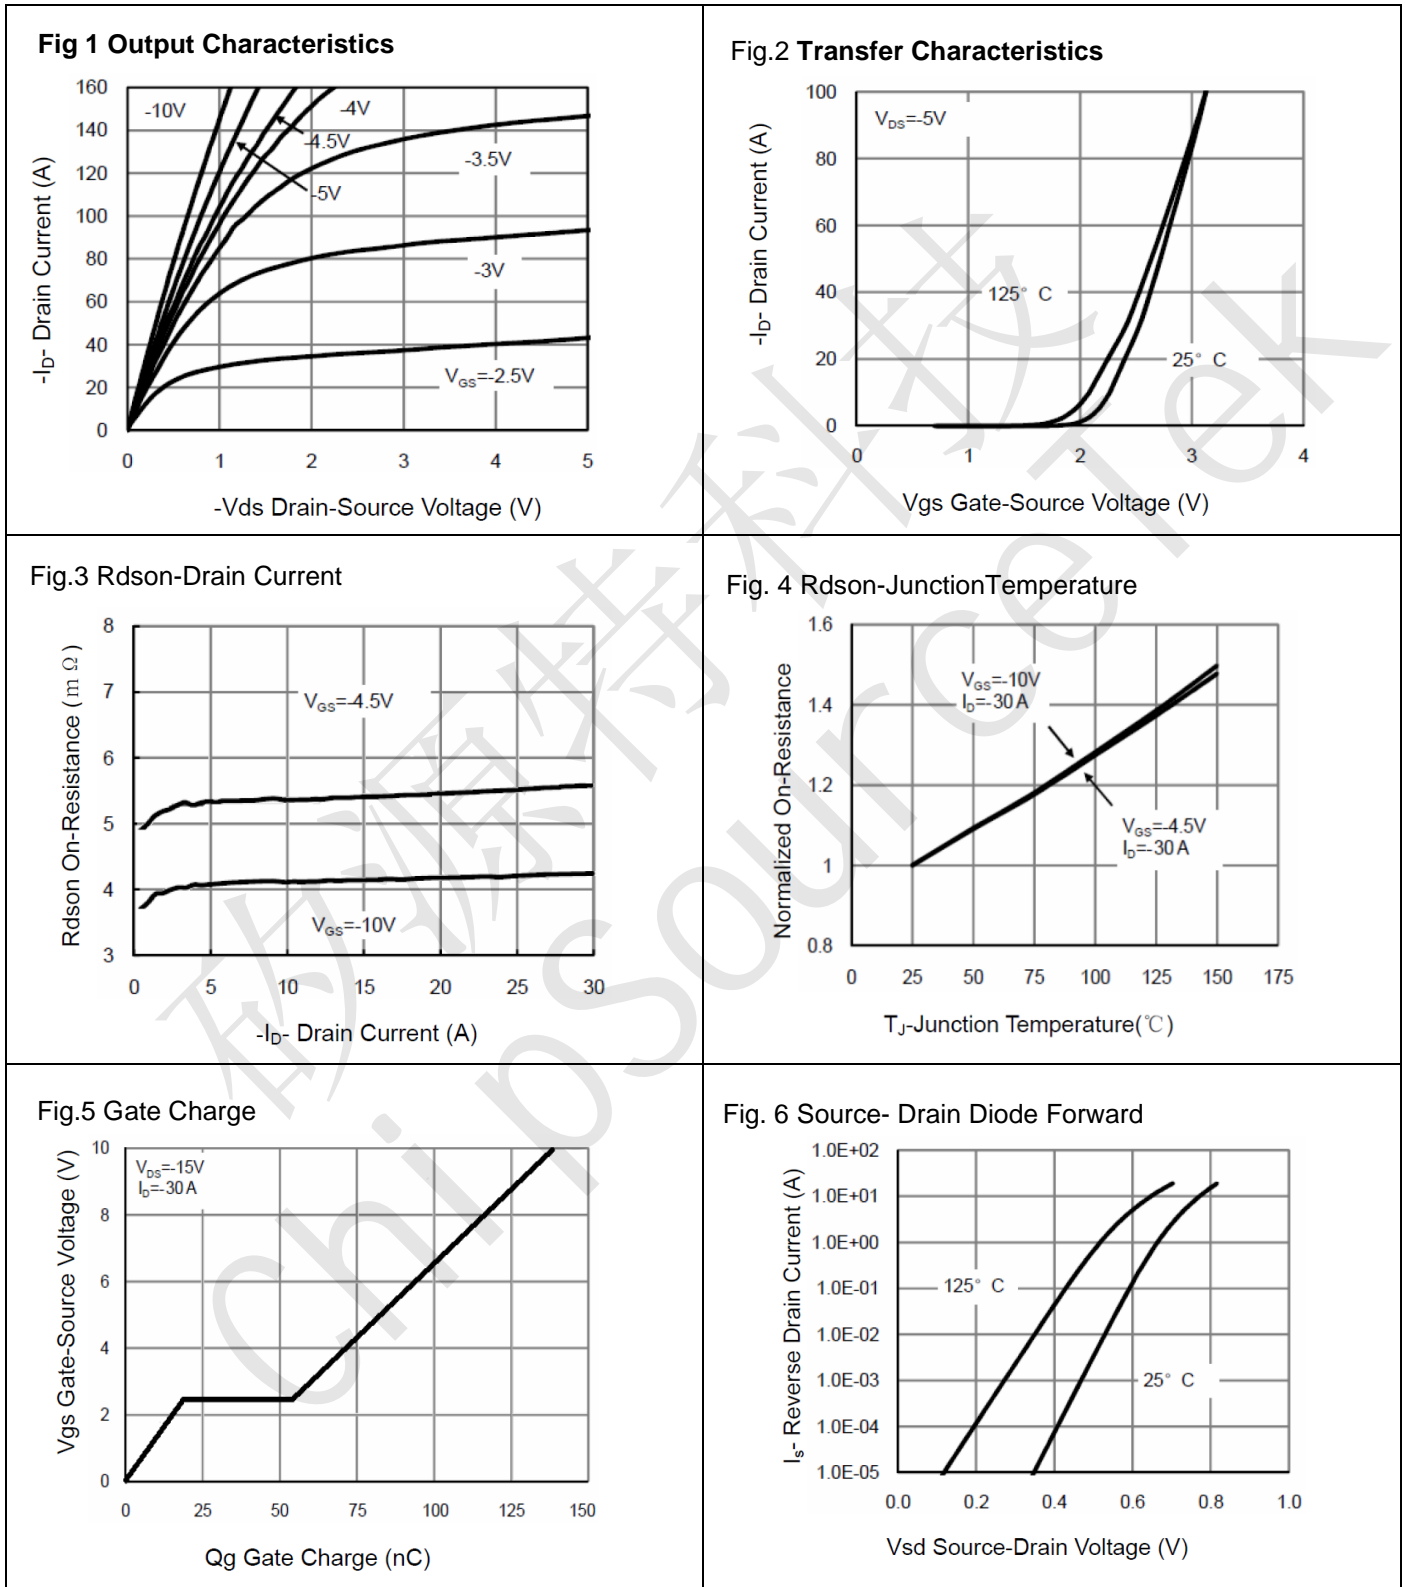 Fig 1 Output Characteristics
160
140
120
100
80
60
40
20
0
-10V
-4V
-4.5V
-3.5V
-5V
-3V
VGS=-2.5V
0 1 2 3 4 5
-ID- Drain Current (A)
-Vds Drain-Source Voltage (V)
Fig.2 Transfer Characteristics
100
80
60
40
20
0
VDS=-5V
125° C
25° C
0 1 2 3 4
-ID- Drain Current (A)
Vgs Gate-Source Voltage (V)
Fig.3 Rdson-Drain Current
8
7
6
5
4
3
VGS=-4.5V
VGS=-10V
0 5 10 15 20 25 30
Rdson On-Resistance (m Ω)
-ID- Drain Current (A)
Fig. 4 Rdson-JunctionTemperature
1.6
1.4
1.2
1
0.8
VGS=-10V
ID=-30A
VGS=-4.5V
ID=-30A
0 25 50 75 100 125 150 175
Normalized On-Resistance
TJ-Junction Temperature(℃)
Fig.5 Gate Charge
10
8
6
4
2
0
VDS=-15V
ID=-30A
0 25 50 75 100 125 150
Vgs Gate-Source Voltage (V)
Qg Gate Charge (nC)
Fig. 6 Source- Drain Diode Forward
1.0E+02
1.0E+01
1.0E+00
1.0E-01
1.0E-02
1.0E-03
1.0E-04
1.0E-05
125° C
25° C
0.0 0.2 0.4 0.6 0.8 1.0
Is- Reverse Drain Current (A)
Vsd Source-Drain Voltage (V)
矽源特科技
ChipSourceTek